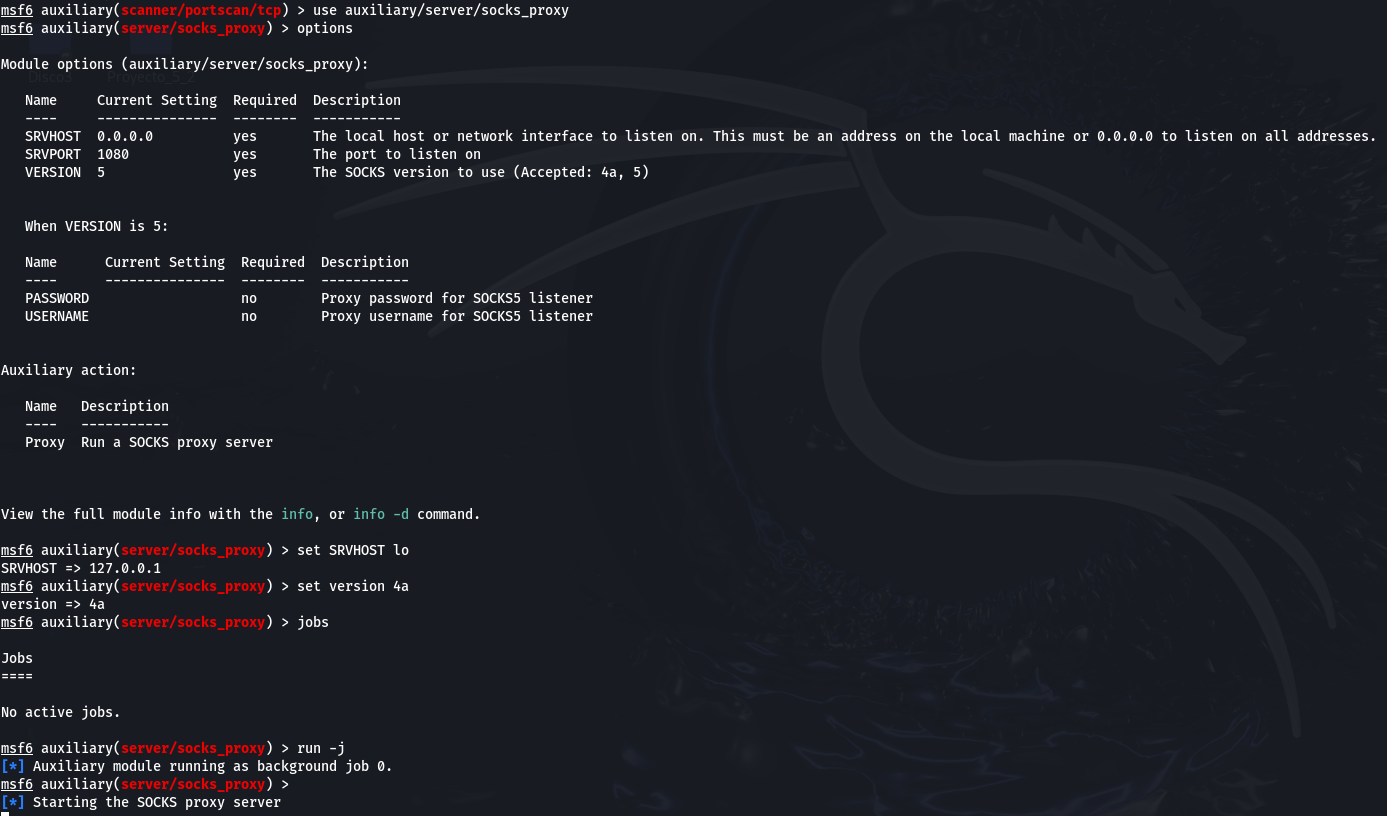 msf6 auxiliary(scanner/portscan/tcp) > use auxiliary/server/socks_proxy
msf6 auxiliary(server/socks_proxy) > options
Module options (auxiliary/server/socks_proxy):
Disco3 Proyecto_5_2
Name Current Setting Required Description
---- --------------- -------- -----------
SRVHOST 0.0.0.0 yes The local host or network interface to listen on. This must be an address on the local machine or 0.0.0.0 to listen on all addresses.
SRVPORT 1080 yes The port to listen on
VERSION 5 yes The SOCKS version to use (Accepted: 4a, 5)
When VERSION is 5:
Name Current Setting Required Description
---- --------------- -------- -----------
PASSWORD no Proxy password for SOCKS5 listener
USERNAME no Proxy username for SOCKS5 listener
Auxiliary action:
Name Description
---- -----------
Proxy Run a SOCKS proxy server
View the full module info with the info, or info -d command.
msf6 auxiliary(server/socks_proxy) > set SRVHOST lo
SRVHOST => 127.0.0.1
msf6 auxiliary(server/socks_proxy) > set version 4a
version => 4a
msf6 auxiliary(server/socks_proxy) > jobs
Jobs
====
No active jobs.
msf6 auxiliary(server/socks_proxy) > run -j
[*] Auxiliary module running as background job 0.
msf6 auxiliary(server/socks_proxy) >
[*] Starting the SOCKS proxy server